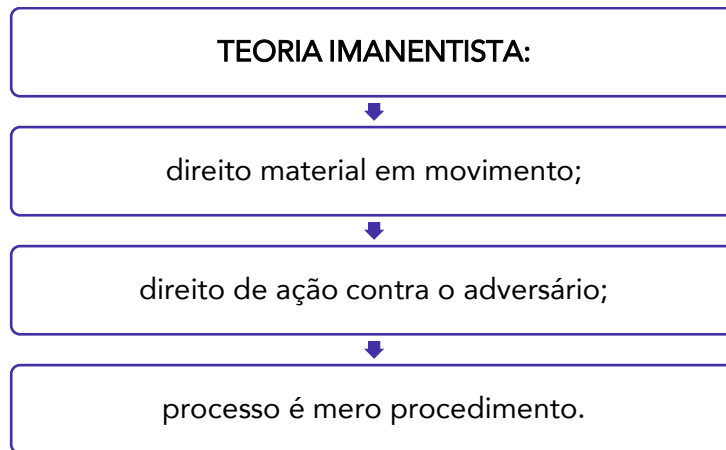 TEORIA IMANENTISTA:
direito material em movimento;
direito de ação contra o adversário;
processo é mero procedimento.